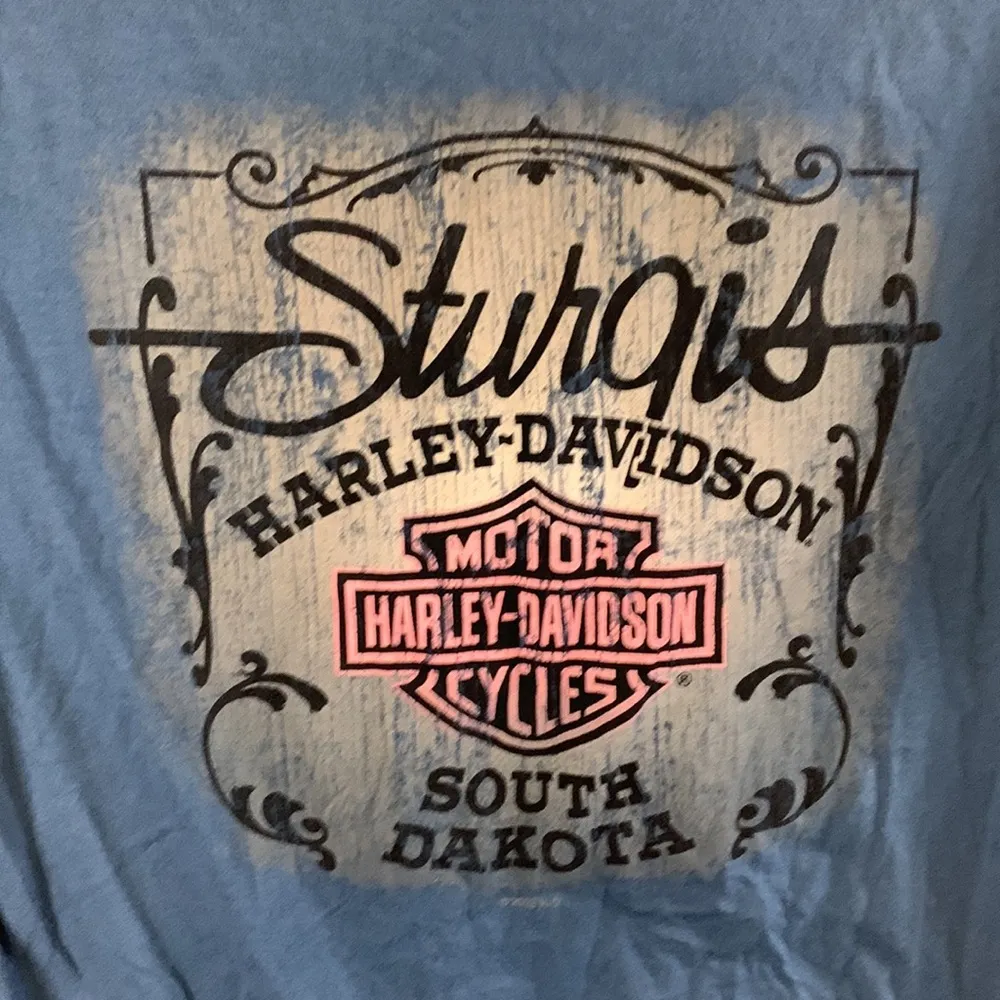 Sturgis
HARLEY-DAVIDSON
MOTOR
HARLEY-DAVIDSON
CYCLES
®
SOUTH
DAKOTA